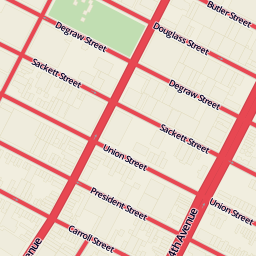 Butler Street
Degraw Street
Douglass Street
Sackett Street
Degraw Street
Sackett Street
Union Street
President Street
Union Street
Carroll Street
4th Avenue
enue